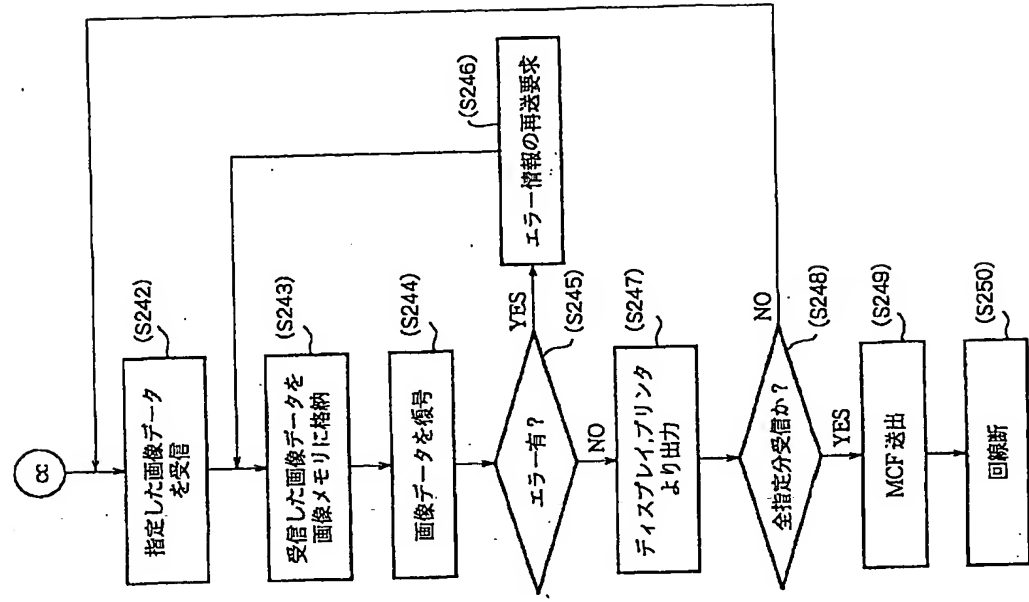 cc
指定した画像データ
を受信
(S242)
受信した画像データを
画像メモリに格納
(S243)
画像データを復号
(S244)
エラー有?
(S245)
YES
エラー情報の再送要求
(S246)
NO
ディスプレイ,プリンタ
より出力
(S247)
全指定分受信か?
(S248)
NO
YES
MCF送出
(S249)
回線断
(S250)